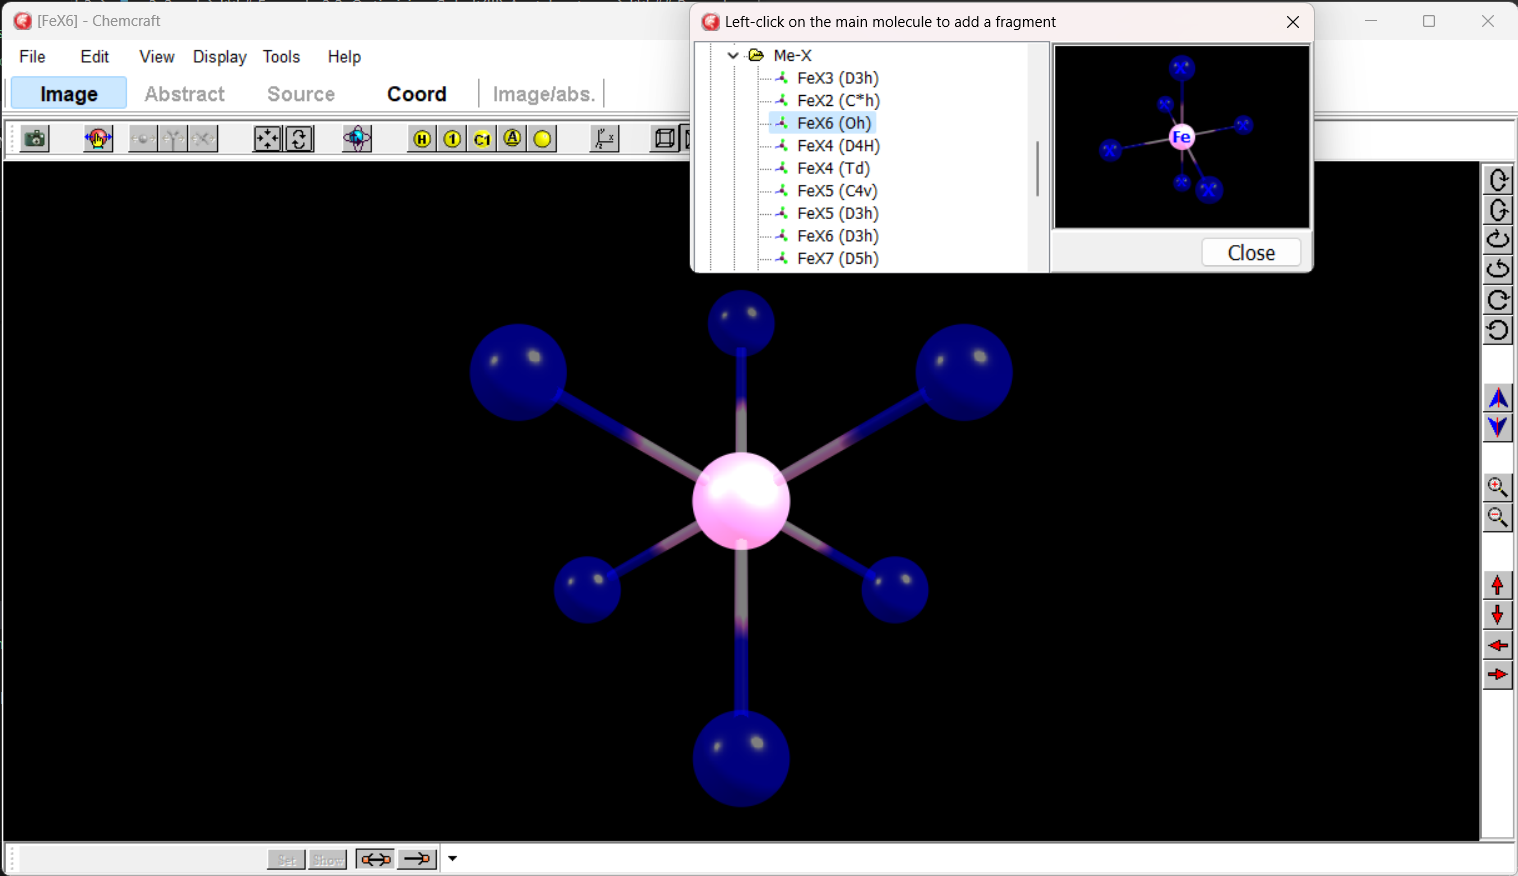 [FeX6] - Chemcraft
Left-click on the main molecule to add a fragment
File Edit View Display Tools Help
Image Abstract Source Coord Image/abs.
Me-X
FeX3 (D3h)
FeX2 (C*h)
FeX6 (Oh)
FeX4 (D4H)
FeX4 (Td)
FeX5 (C4v)
FeX5 (D3h)
FeX6 (D3h)
FeX7 (D5h)
X
X
X
Fe
X
X
X
Close
H 1 C1 A
Set Show